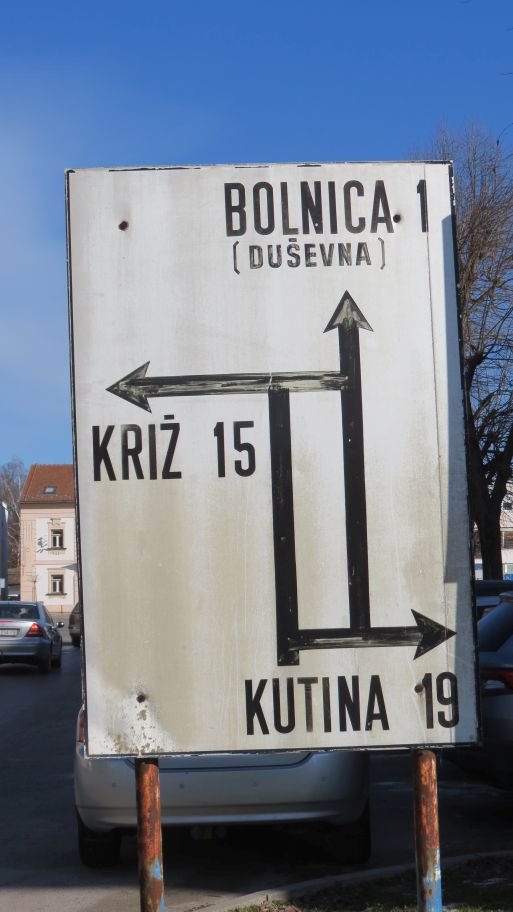 BOLNICA 1
(DUŠEVNA)
KRIŽ 15
KUTINA 19